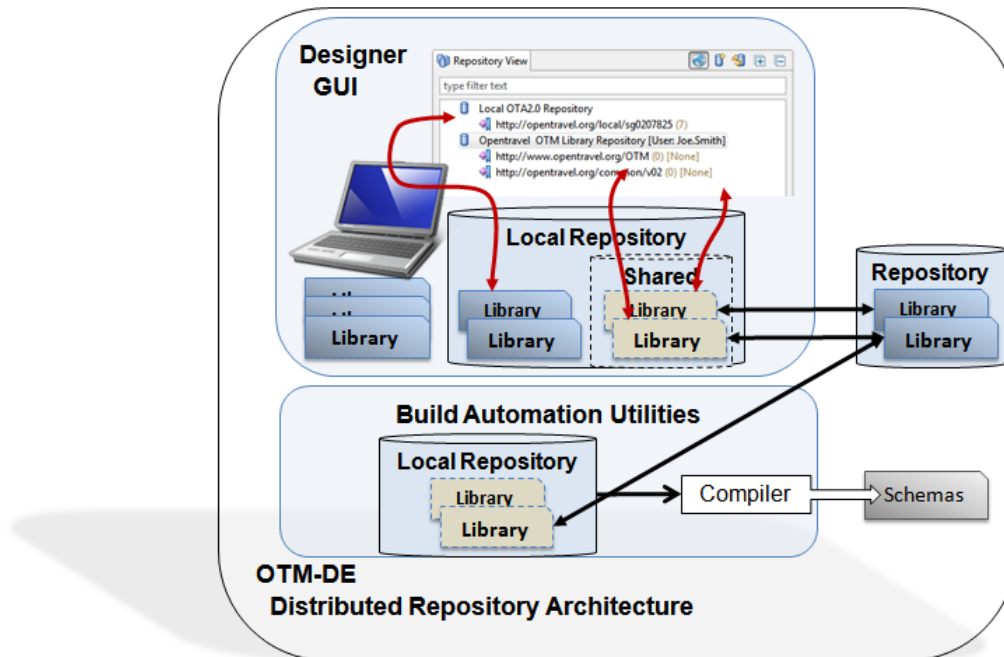 Designer
GUI
Repository View
type filter text
Local OTA2.0 Repository
http://opentravel.org/local/sg0207825 (7)
Opentravel OTM Library Repository [User: Joe.Smith]
http://www.opentravel.org/OTM (0) [None]
http://opentravel.org/common/v02 (0) [None]
Local Repository
Shared
Repository
Library
Library
Library
Library
Library
Library
Library
Build Automation Utilities
Local Repository
Library
Library
Compiler
Schemas
OTM-DE
Distributed Repository Architecture